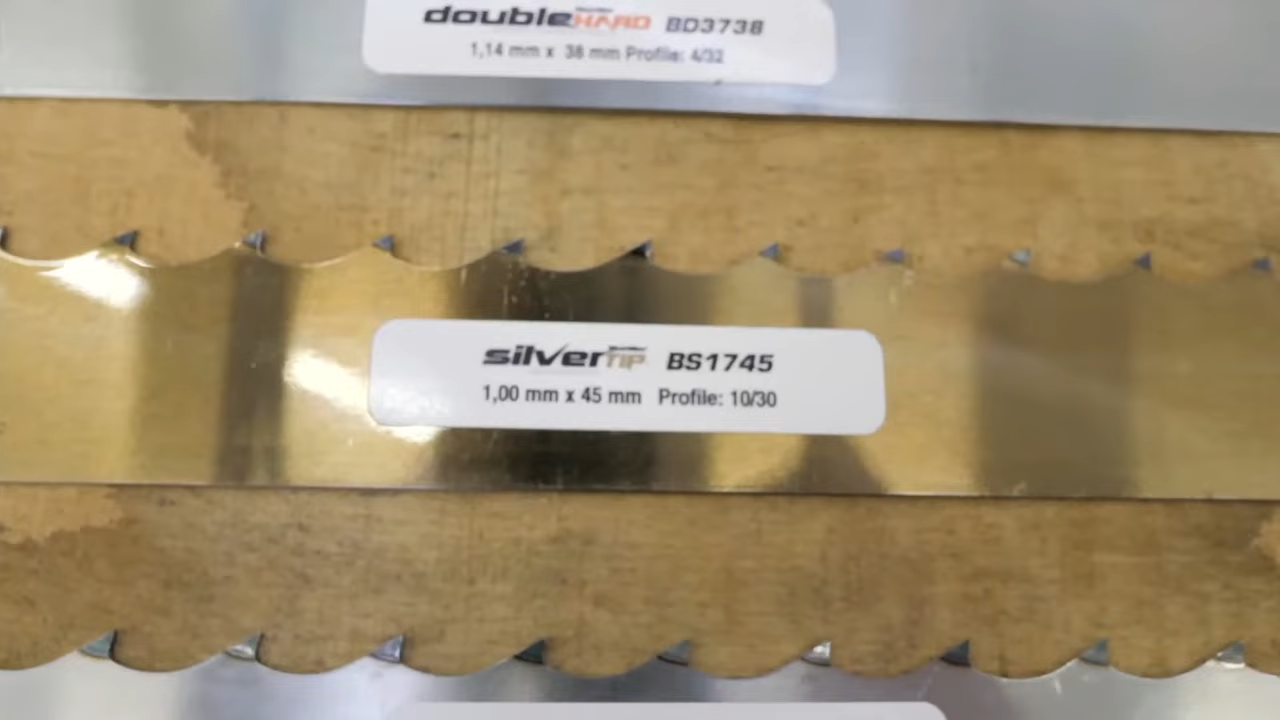 doubleHARD BD3738
1,14 mm x 38 mm Profile: 4/32
silverTIP BS1745
1,00 mm x 45 mm Profile: 10/30